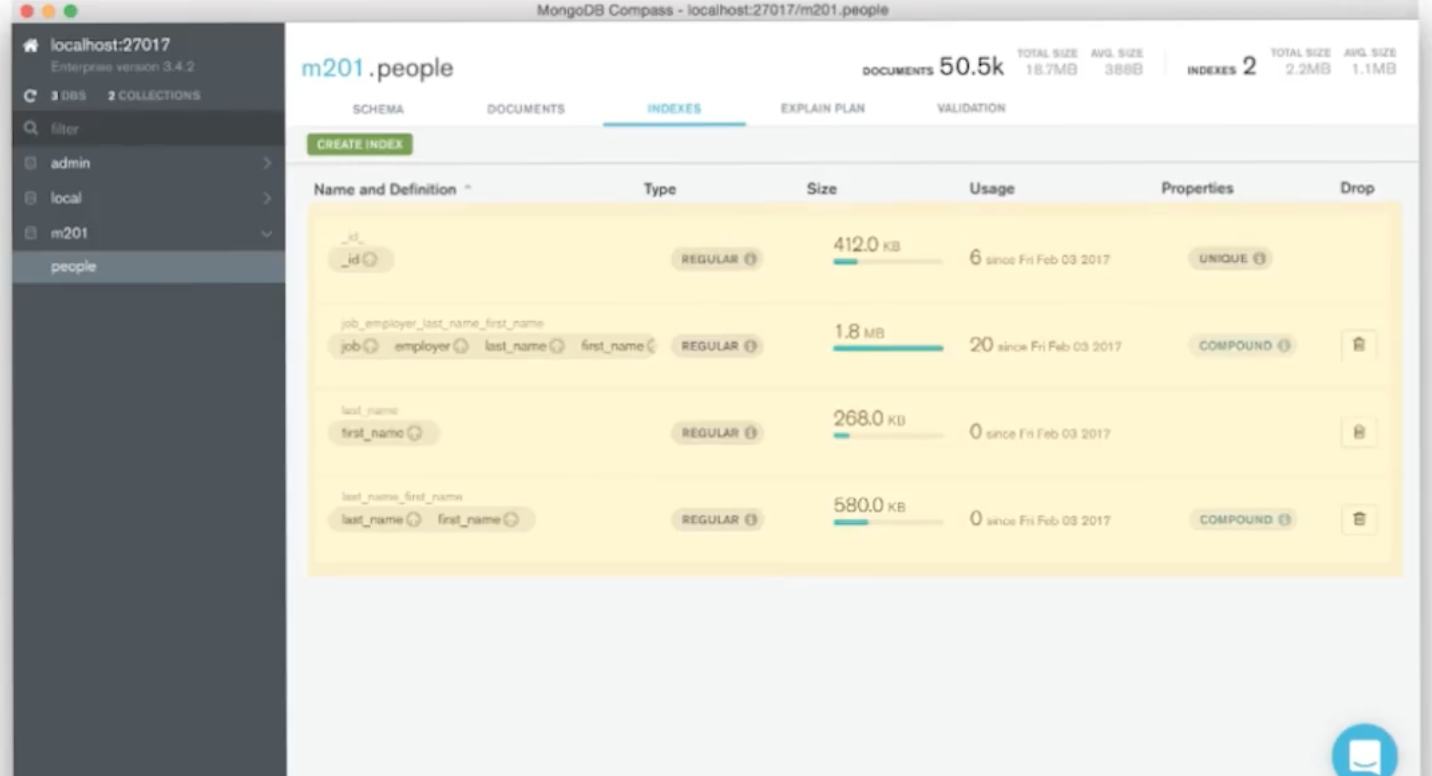 MongoDB Compass - localhost:27017/m201.people
localhost:27017
Enterprise version 3.4.2
3 DBS 2 COLLECTIONS
filter
admin
local
m201
people
m201.people
DOCUMENTS 50.5k TOTAL SIZE 18.7MB AVG. SIZE 388B INDEXES 2 TOTAL SIZE 2.2MB AVG. SIZE 1.1MB
SCHEMA DOCUMENTS INDEXES EXPLAIN PLAN VALIDATION
CREATE INDEX
Name and Definition Type Size Usage Properties Drop
_id_
_id REGULAR 412.0 KB 6 since Fri Feb 03 2017 UNIQUE
job_employer_last_name_first_name
job employer last_name first_name REGULAR 1.8 MB 20 since Fri Feb 03 2017 COMPOUND
last_name
first_name REGULAR 268.0 KB 0 since Fri Feb 03 2017
last_name_first_name
last_name first_name REGULAR 580.0 KB 0 since Fri Feb 03 2017 COMPOUND